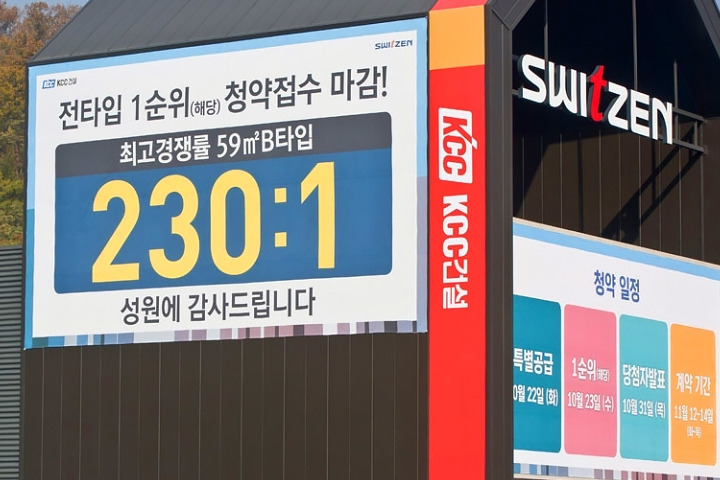 KCC KCC건설
SWItZEN
전타입 1순위(해당) 청약접수 마감!
최고경쟁률 59㎡B타입
230:1
성원에 감사드립니다
KCC KCC건설
SWItZEN
청약 일정
특별공급
10월 22일 (화)
1순위(해당)
10월 23일 (수)
당첨자발표
10월 31일 (목)
계약 기간
11월 12~14일
(화~목)